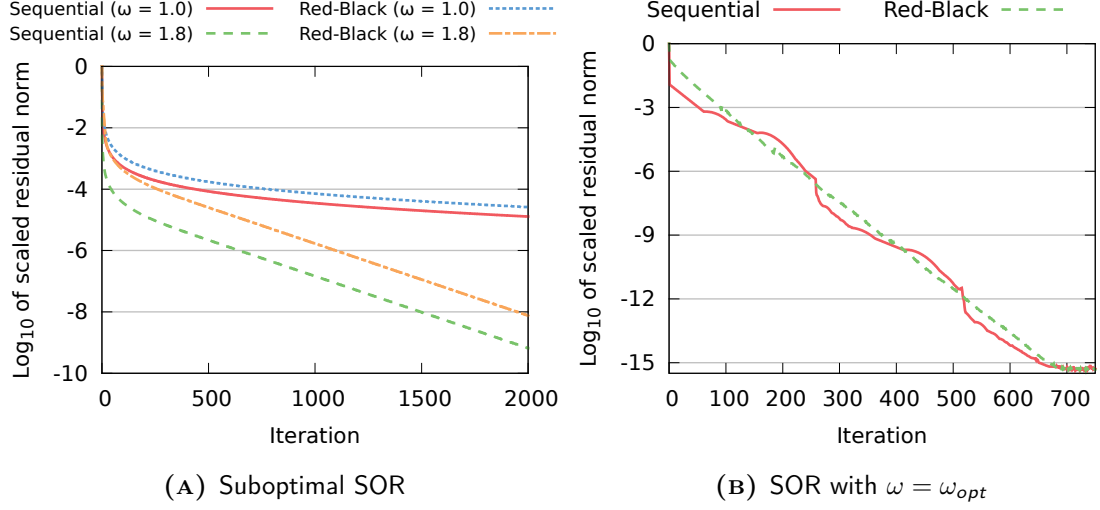 Sequential (ω = 1.0)
Red-Black (ω = 1.0)
Sequential (ω = 1.8)
Red-Black (ω = 1.8)
Log10 of scaled residual norm
0
-2
-4
-6
-8
-10
0
500
1000
1500
2000
Iteration
(A) Suboptimal SOR
Sequential
Red-Black
Log10 of scaled residual norm
0
-3
-6
-9
-12
-15
0
100
200
300
400
500
600
700
Iteration
(B) SOR with ω = ωopt